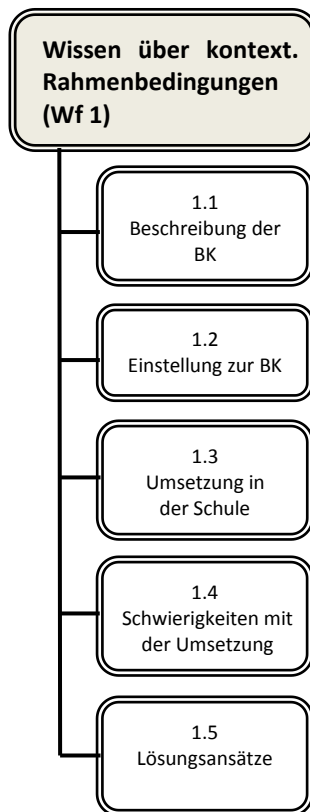 Wissen über kontext.
Rahmenbedingungen
(Wf 1)
1.1
Beschreibung der
BK
1.2
Einstellung zur BK
1.3
Umsetzung in
der Schule
1.4
Schwierigkeiten mit
der Umsetzung
1.5
Lösungsansätze